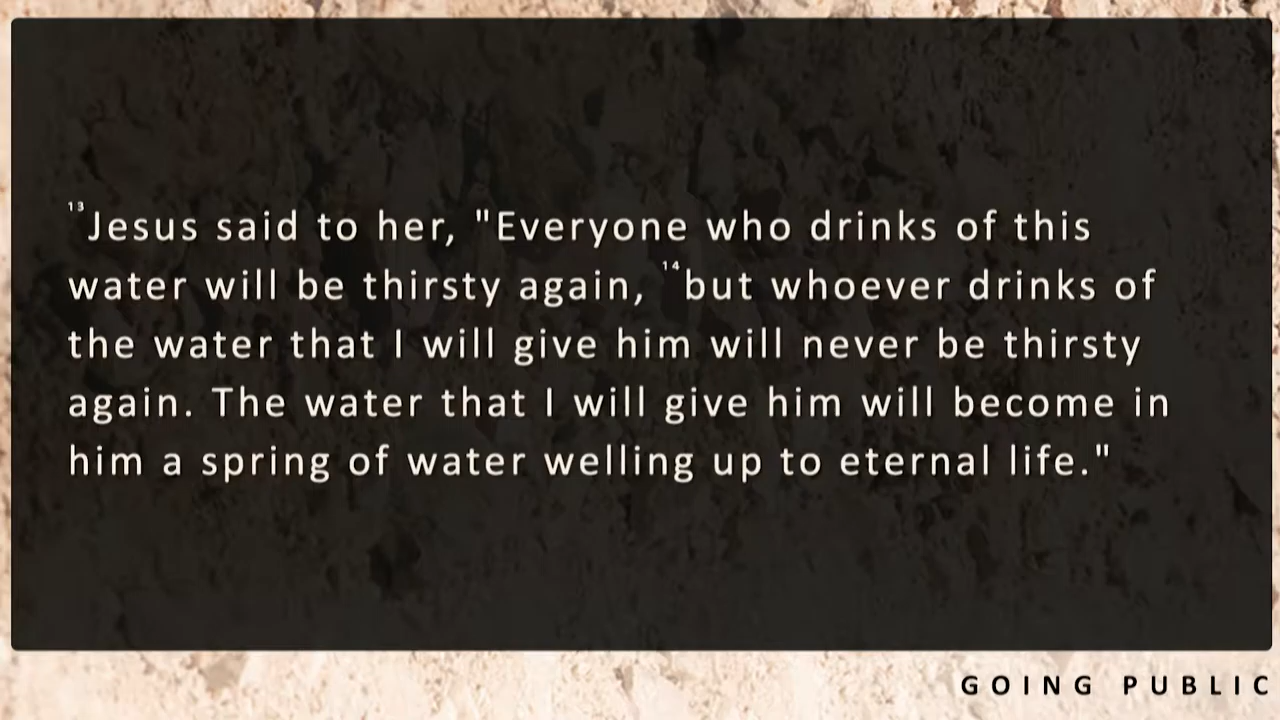 ¹³Jesus said to her, "Everyone who drinks of this
water will be thirsty again, ¹⁴but whoever drinks of
the water that I will give him will never be thirsty
again. The water that I will give him will become in
him a spring of water welling up to eternal life."
GOING PUBLIC